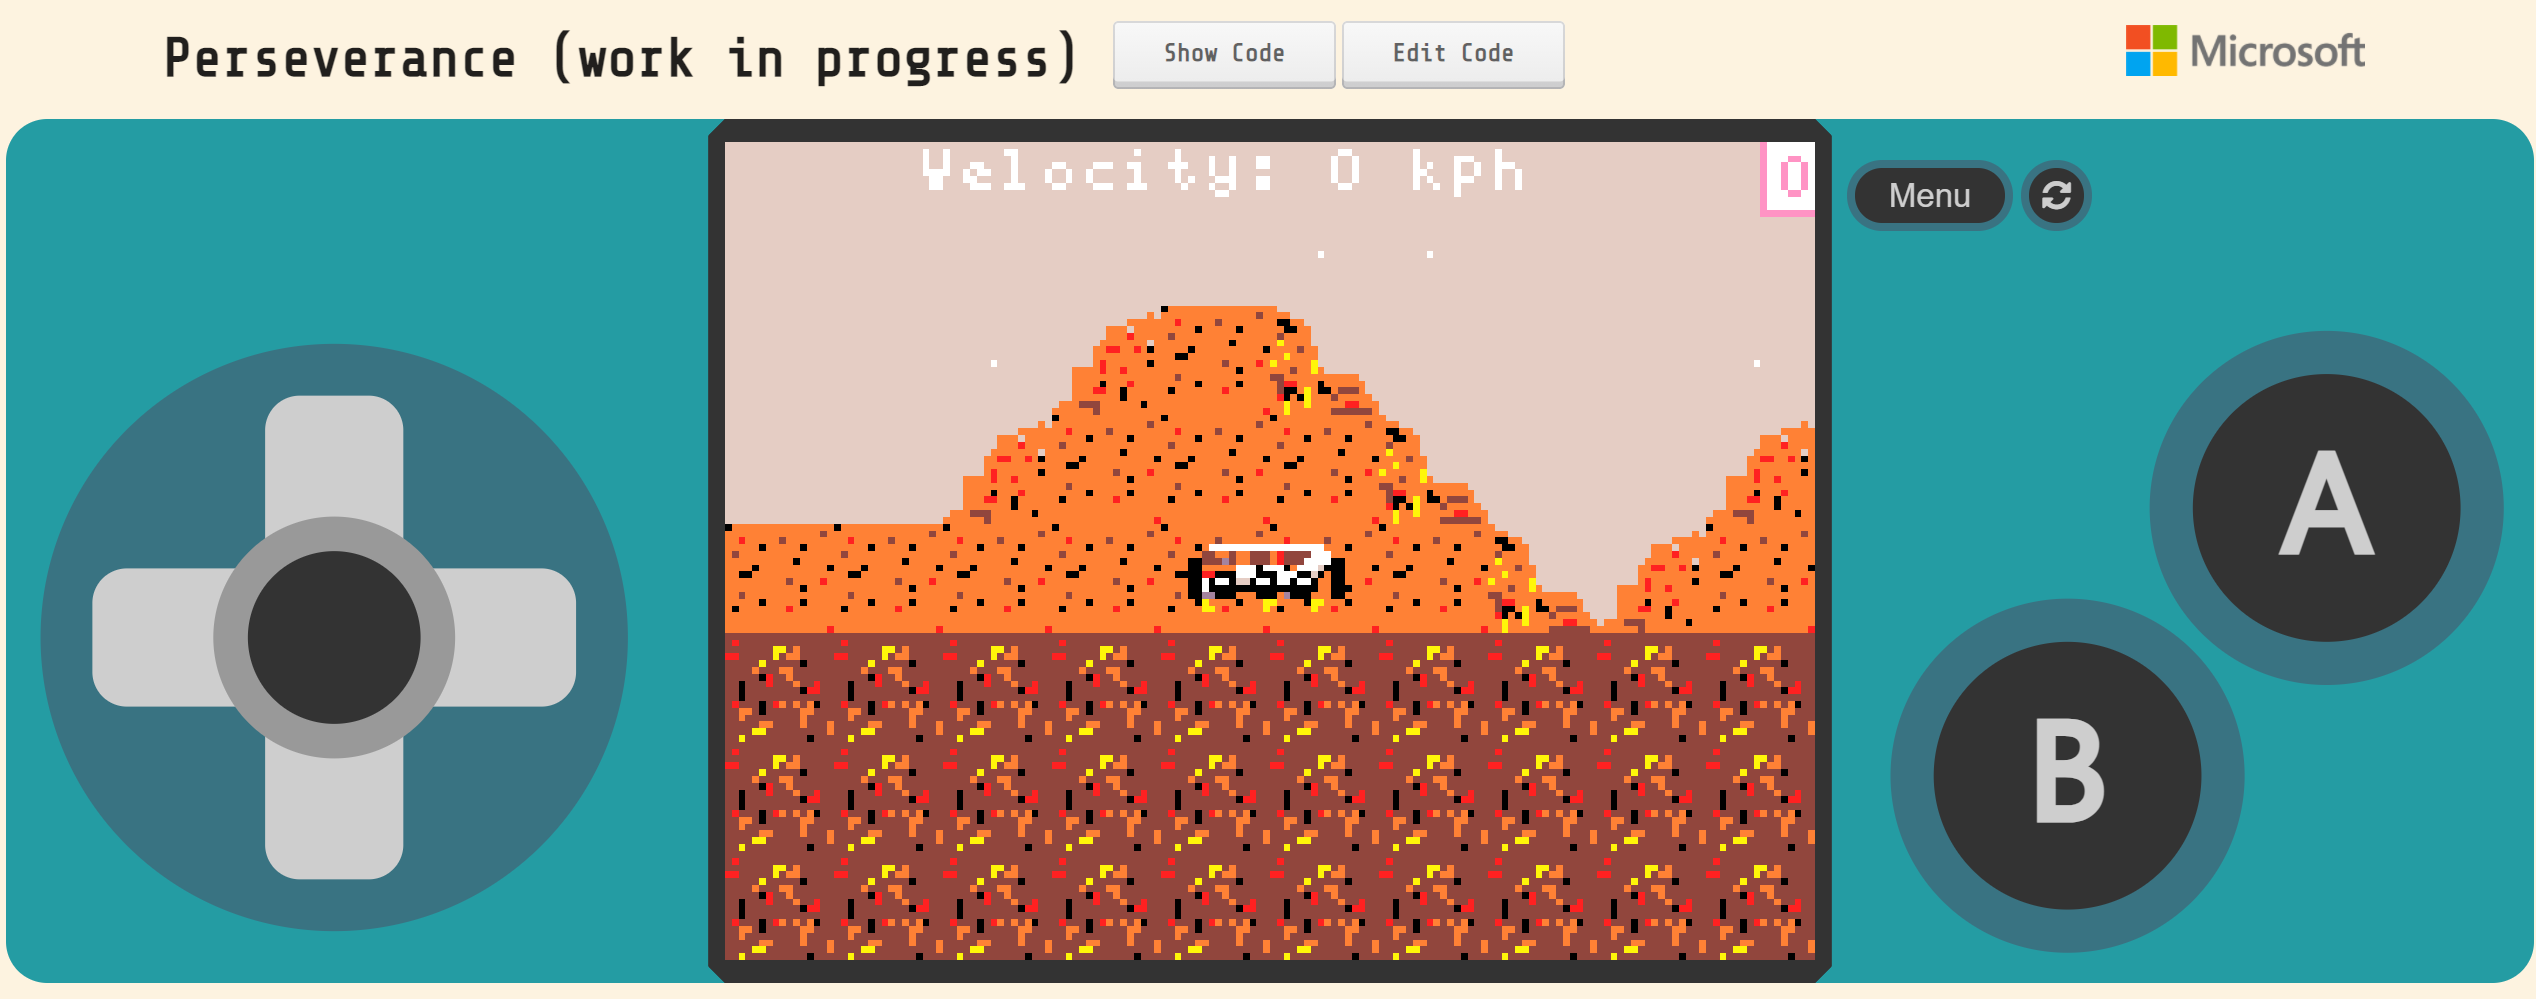 Perseverance (work in progress)
Show Code
Edit Code
Microsoft
Velocity: 0 kph
0
Menu
A
B